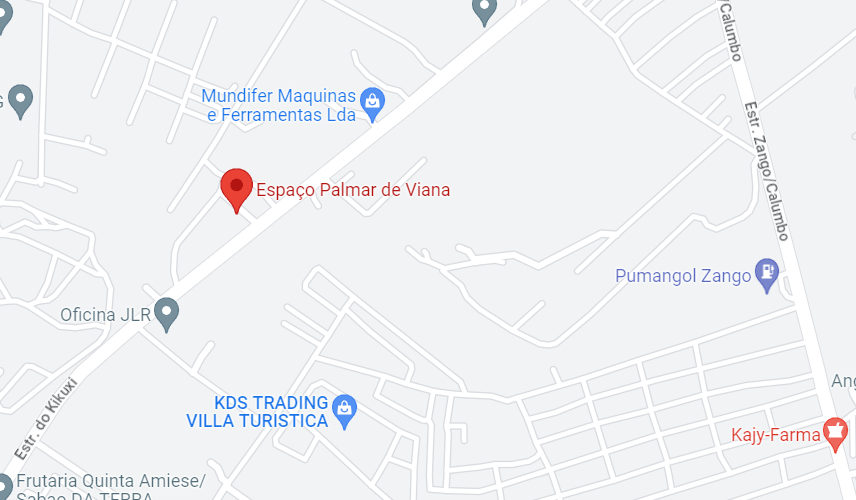 /Calumbo
Mundifer Maquinas
e Ferramentas Lda
G
Estr. Zango/Calumbo
Espaço Palmar de Viana
Pumangol Zango
Oficina JLR
Ang
Estr. do Kikuxi
KDS TRADING
VILLA TURISTICA
Kajy-Farma
Frutaria Quinta Amiese/
Sabao DA TERRA